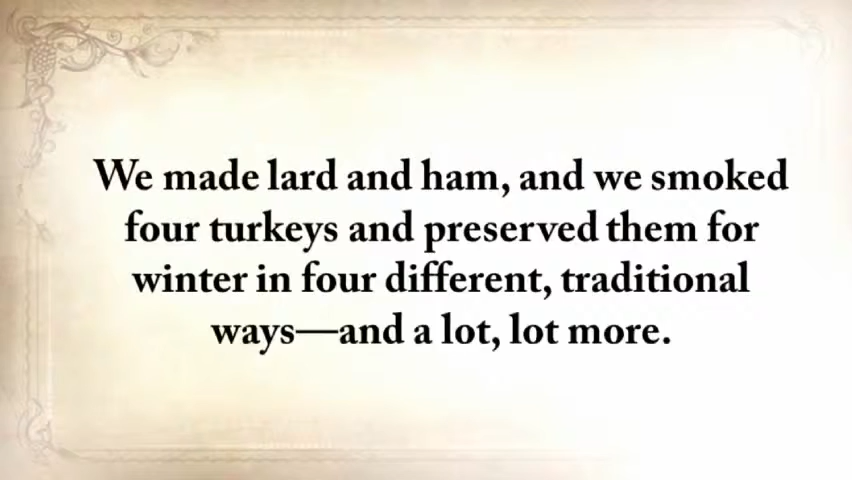 We made lard and ham, and we smoked
four turkeys and preserved them for
winter in four different, traditional
ways—and a lot, lot more.